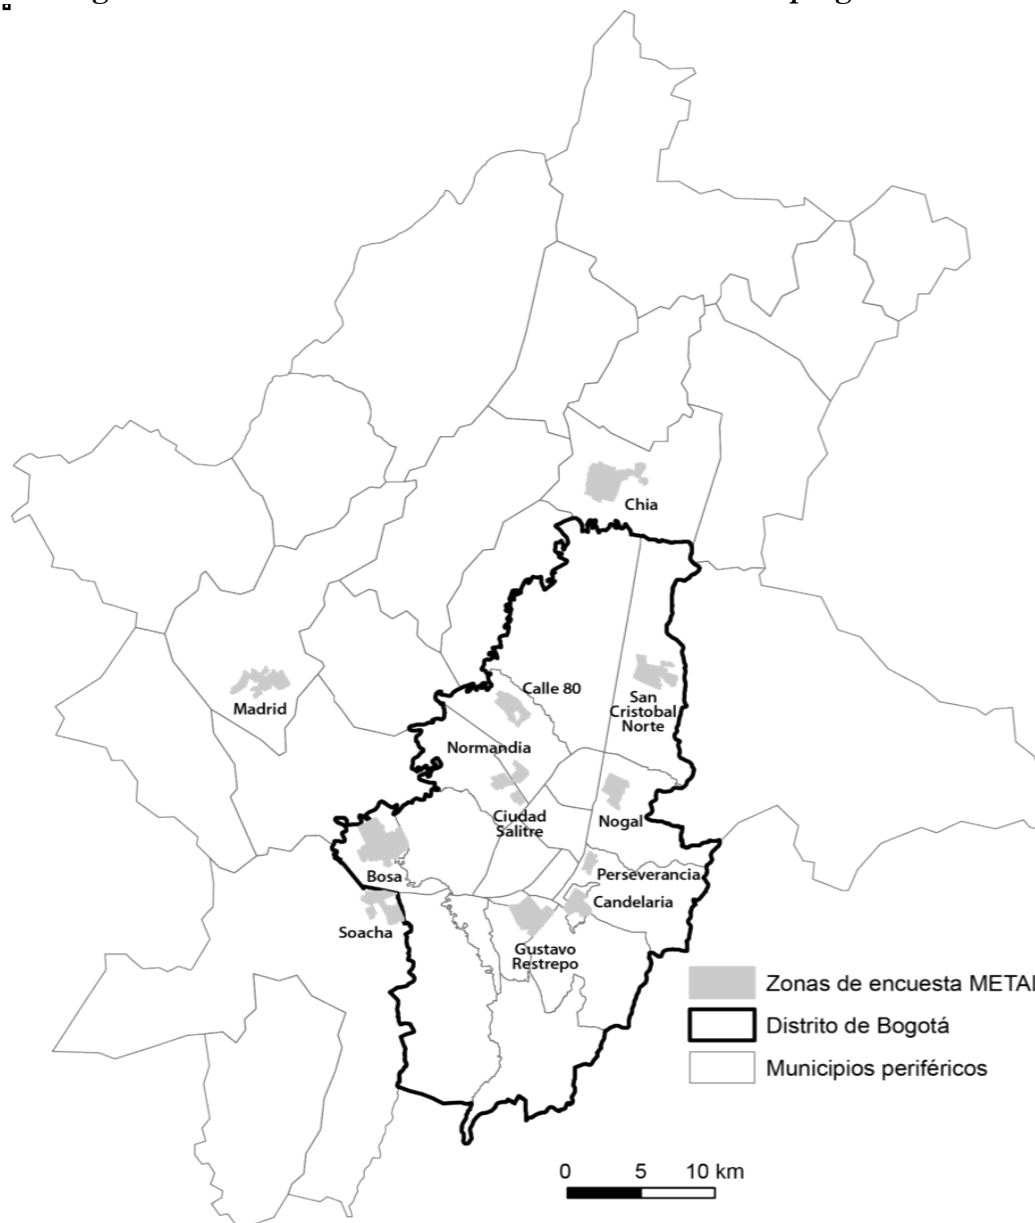 Chia
Calle 80
San
Cristobal
Norte
Madrid
Normandia
Ciudad
Salitre
Nogal
Bosa
Perseverancia
Candelaria
Soacha
Gustavo
Restrepo
Zonas de encuesta METAL
Distrito de Bogotá
Municipios periféricos
0 5 10 km